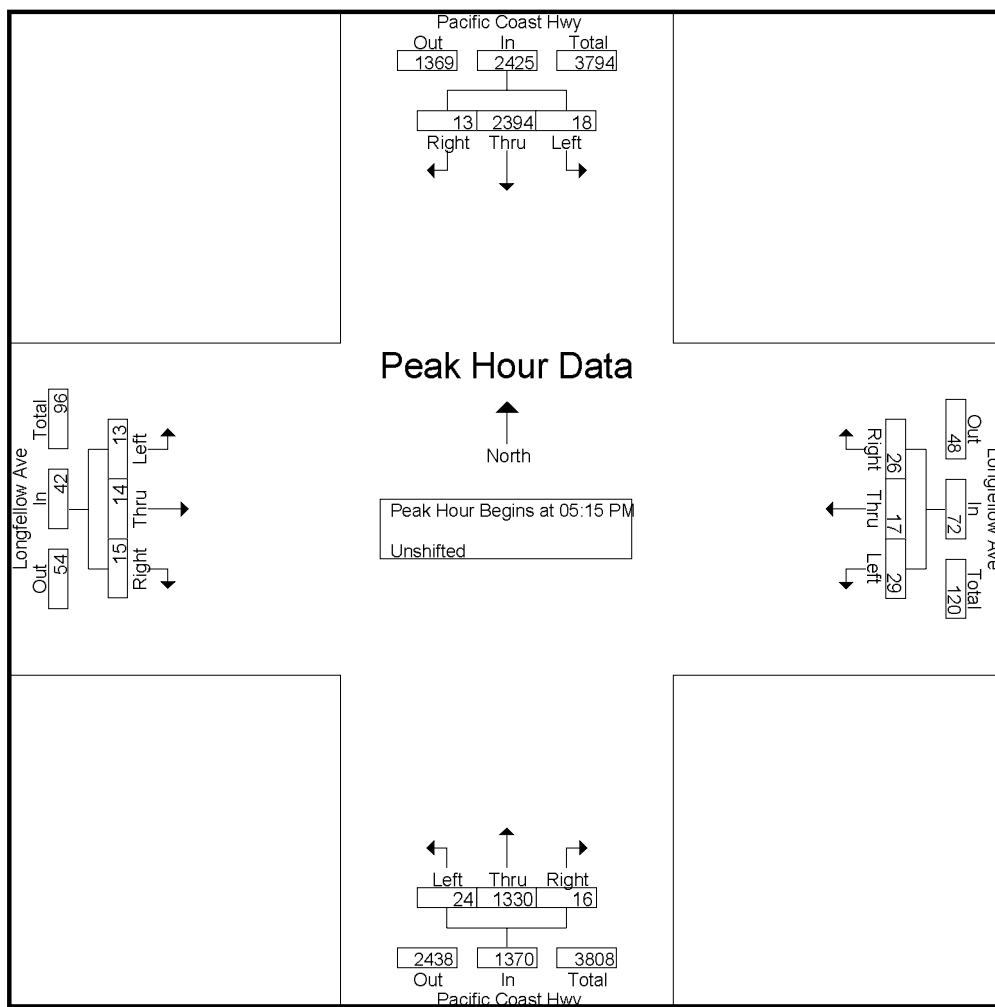 Pacific Coast Hwy
Out In Total
1369 2425 3794
13 2394 18
Right Thru Left
Peak Hour Data
North
Peak Hour Begins at 05:15 PM
Unshifted
Longfellow Ave
Total In Out
96 42 54
13 14 15
Left Thru Right
Right Thru Left
26 17 29
48 72 120
Out In Total
Longfellow Ave
Left Thru Right
24 1330 16
2438 1370 3808
Out In Total
Pacific Coast Hwy